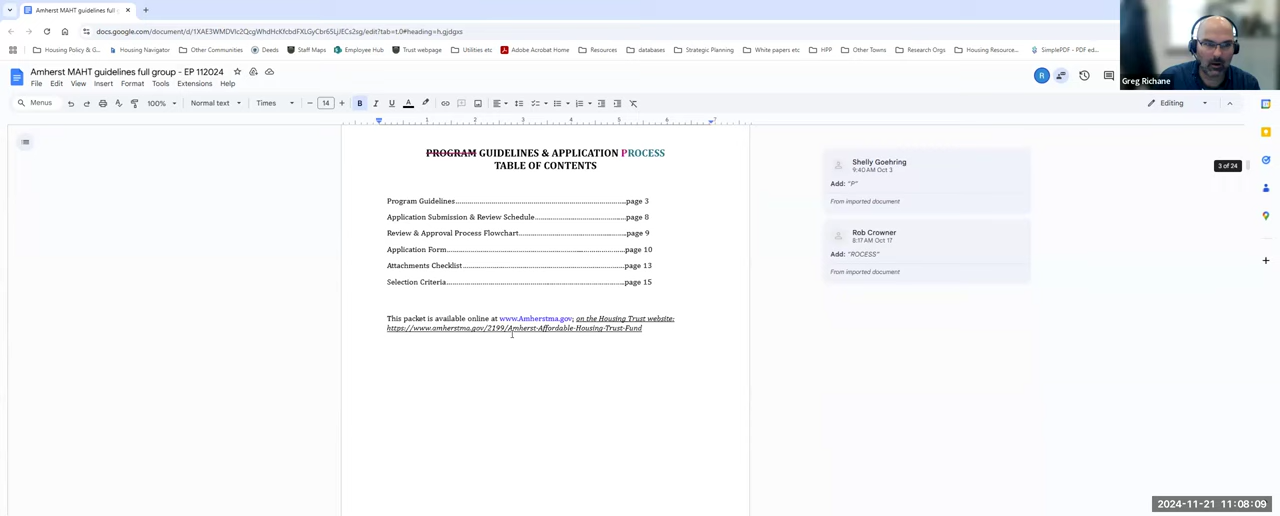 Amherst MAHT guidelines full g
docs.google.com/document/d/1XAE3WMDVlc2QcgWhdHcKfcbdFXLGyCbr65LJECs2sg/edit?tab=t.0#heading=h.gjdgxs
Housing Policy & G... Housing Navigator Other Communities Deeds Staff Maps Employee Hub Trust webpage Utilities etc Adobe Acrobat Home Resources databases Strategic Planning White papers etc HPP Other Towns Research Orgs Housing Resource... SimplePDF - PDF ed...
Greg Richane
Amherst MAHT guidelines full group - EP 112024
R
File Edit View Insert Format Tools Extensions Help
Menus 100% Normal text Times 14 B I U A Editing
1 2 3 4 5 6 7
PROGRAM GUIDELINES & APPLICATION PROCESS
TABLE OF CONTENTS
Program Guidelines.....page 3
Application Submission & Review Schedule.....page 8
Review & Approval Process Flowchart.....page 9
Application Form.....page 10
Attachments Checklist.....page 13
Selection Criteria.....page 15
This packet is available online at www.Amherstma.gov; on the Housing Trust website:
https://www.amherstma.gov/2199/Amherst-Affordable-Housing-Trust-Fund
Shelly Goehring
9:40 AM Oct 3
Add: "P"
From imported document
Rob Crowner
8:17 AM Oct 17
Add: "ROCESS"
From imported document
3 of 24
2024-11-21 11:08:09